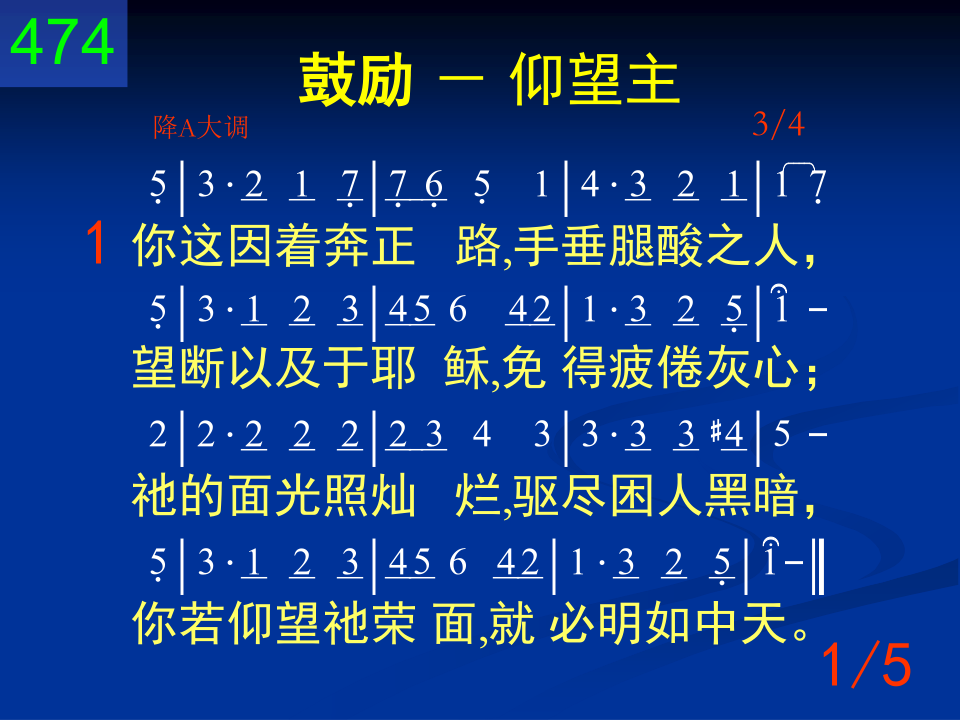 474
鼓励 － 仰望主
降A大调 3/4
5̣ | 3 · 2 1 7̣ | 7̣ 6̣ 5̣ 1 | 4 · 3 2 1 | 1 7̣
1 你这因着奔正 路,手垂腿酸之人，
5̣ | 3 · 1 2 3 | 4 5 6 4 2 | 1 · 3 2 5̣ | 1 -
望断以及于耶 稣,免 得疲倦灰心；
2 | 2 · 2 2 2 | 2 3 4 3 | 3 · 3 3 #4 | 5 -
祂的面光照灿 烂,驱尽困人黑暗，
5̣ | 3 · 1 2 3 | 4 5 6 4 2 | 1 · 3 2 5̣ | 1 - ‖
你若仰望祂荣 面,就 必明如中天。
1/5